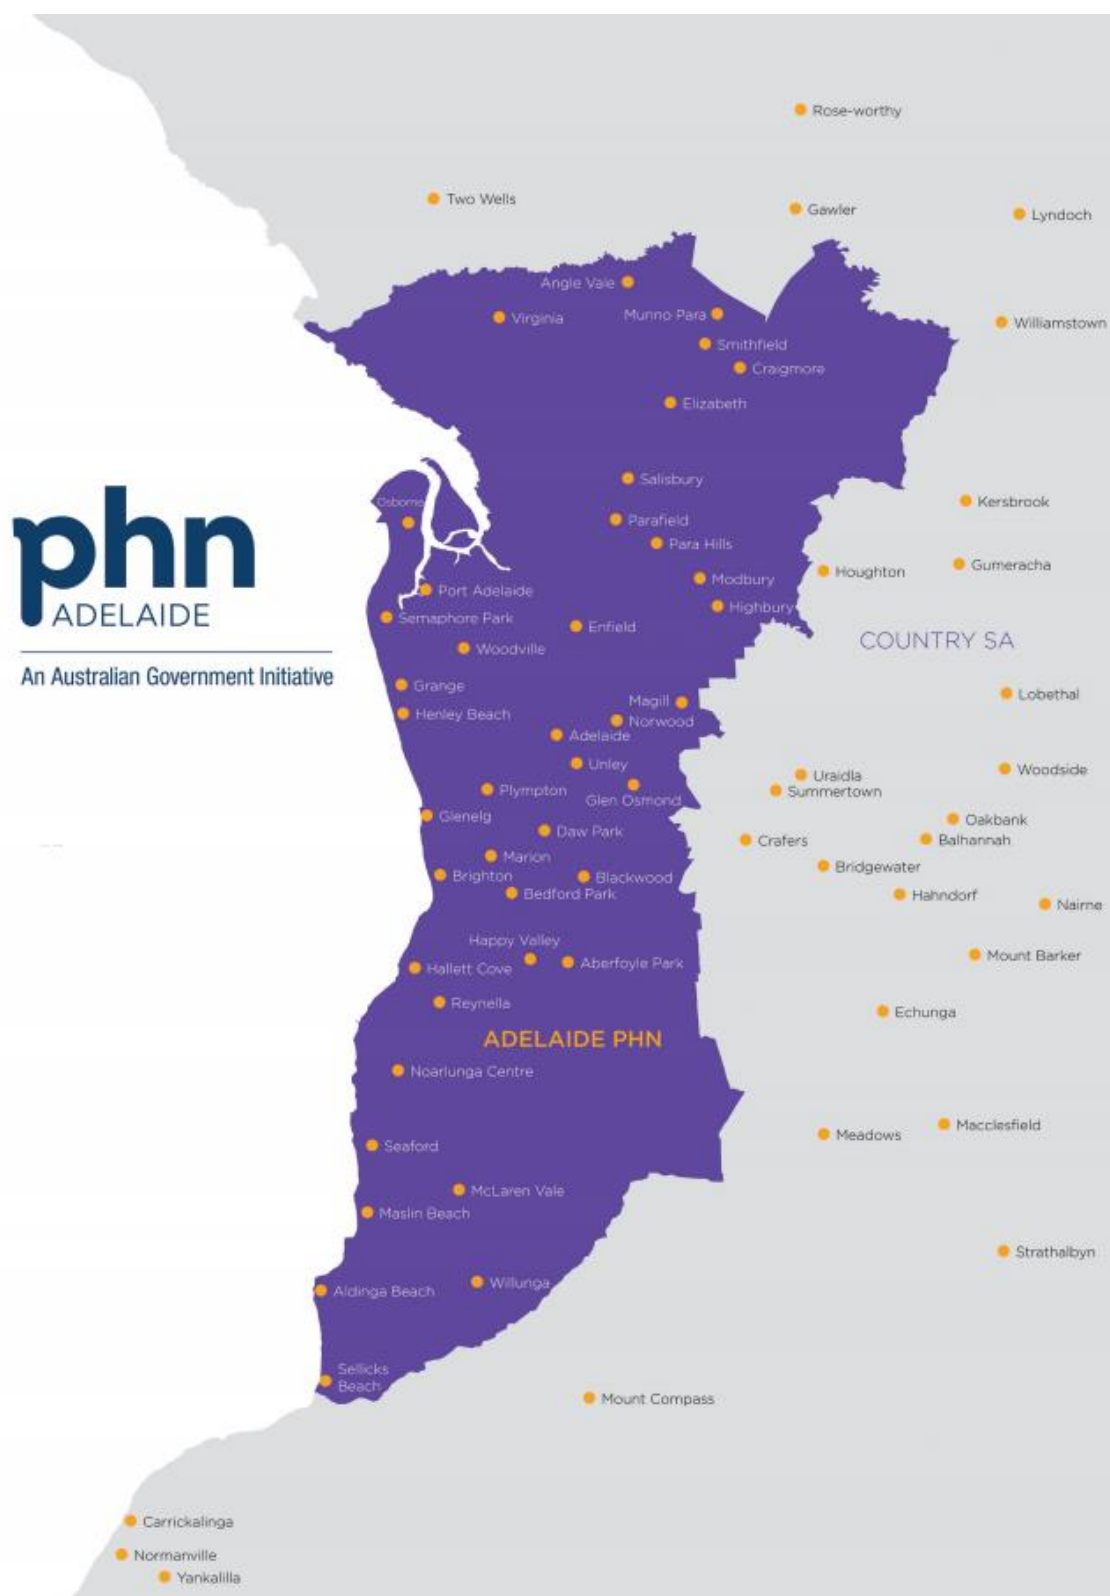 Rose-worthy
Two Wells
Gawler
Lyndoch
Angle Vale
Virginia
Munno Para
Williamstown
Smithfield
Craigmore
Elizabeth
Salisbury
Osborne
Kersbrook
Parafield
Para Hills
phn
ADELAIDE
An Australian Government Initiative
Gumeracha
Houghton
Modbury
Port Adelaide
Highbury
Semaphore Park
Enfield
COUNTRY SA
Woodville
Grange
Lobethal
Magill
Henley Beach
Norwood
Adelaide
Unley
Woodside
Uraidla
Plympton
Summertown
Glen Osmond
Glenelg
Oakbank
Daw Park
Crafers
Balhannah
Marion
Bridgewater
Brighton
Blackwood
Bedford Park
Hahndorf
Nairne
Happy Valley
Mount Barker
Aberfoyle Park
Hallett Cove
Reynella
Echunga
ADELAIDE PHN
Noarlunga Centre
Macclesfield
Meadows
Seaford
McLaren Vale
Maslin Beach
Strathalbyn
Willunga
Aldinga Beach
Sellicks
Beach
Mount Compass
Carrickalinga
Normanville
Yankalilla